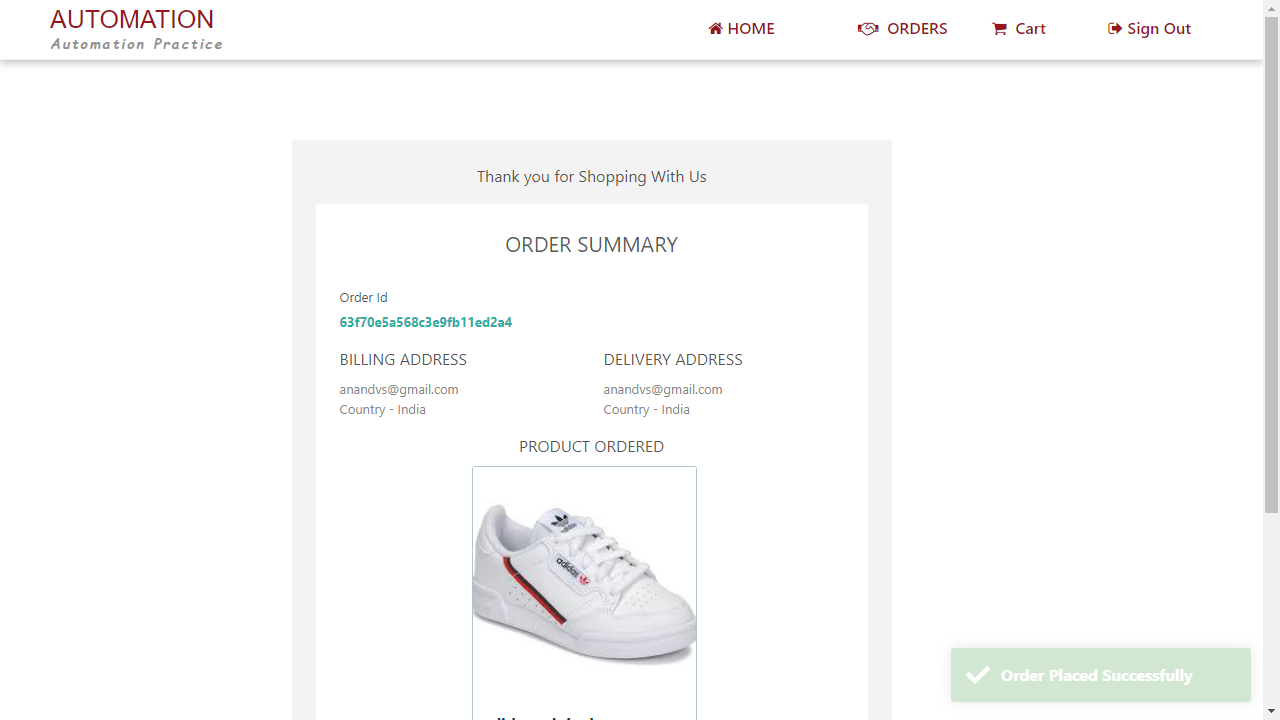 AUTOMATION
Automation Practice
HOME
ORDERS
Cart
Sign Out
Thank you for Shopping With Us
ORDER SUMMARY
Order Id
63f70e5a568c3e9fb11ed2a4
BILLING ADDRESS
DELIVERY ADDRESS
anandvs@gmail.com
anandvs@gmail.com
Country - India
Country - India
PRODUCT ORDERED
adidas
adidas
Order Placed Successfully